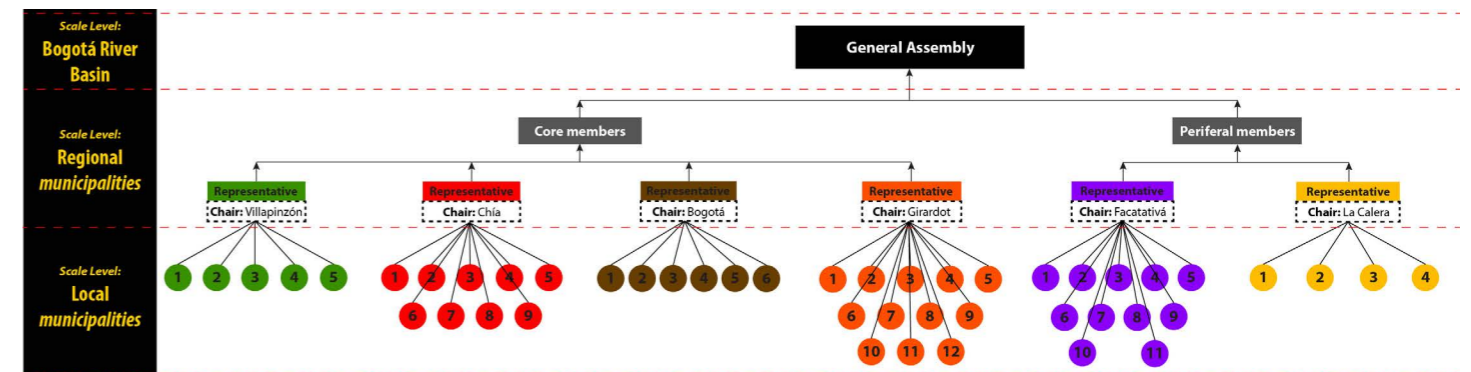 Scale Level:
Bogotá River
Basin
General Assembly
Scale Level:
Regional
municipalities
Core members
Periferal members
Representative
Chair: Villapinzón
Representative
Chair: Chía
Representative
Chair: Bogotá
Representative
Chair: Girardot
Representative
Chair: Facatativá
Representative
Chair: La Calera
Scale Level:
Local
municipalities
1 2 3 4 5
1 2 3 4 5
6 7 8 9
1 2 3 4 5 6
1 2 3 4 5
6 7 8 9
10 11 12
1 2 3 4 5
6 7 8 9
10 11
1 2 3 4